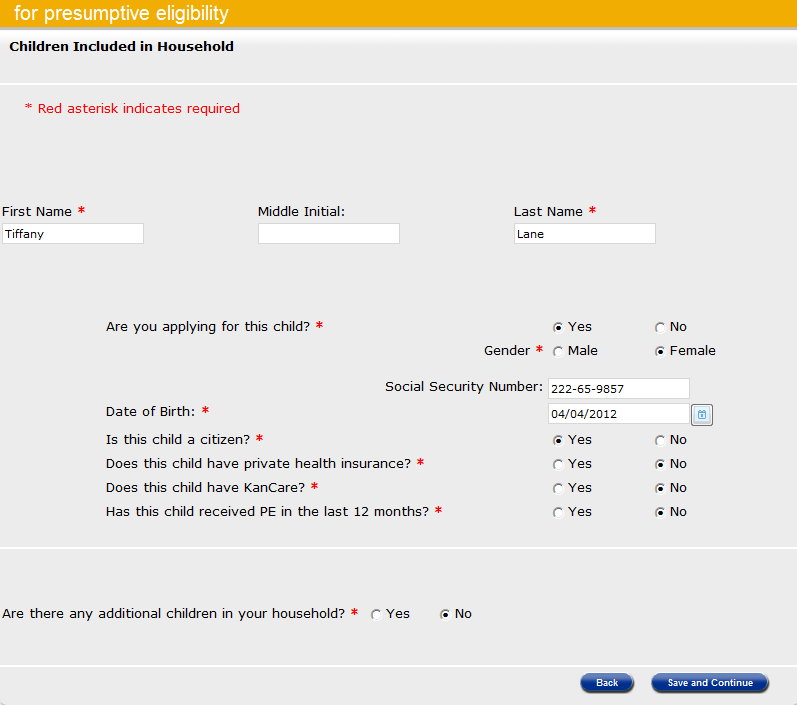 for presumptive eligibility
Children Included in Household
* Red asterisk indicates required
First Name * Middle Initial: Last Name *
Tiffany Lane
Are you applying for this child? * Yes No
Gender * Male Female
Social Security Number: 222-65-9857
Date of Birth: * 04/04/2012
Is this child a citizen? * Yes No
Does this child have private health insurance? * Yes No
Does this child have KanCare? * Yes No
Has this child received PE in the last 12 months? * Yes No
Are there any additional children in your household? * Yes No
Back Save and Continue